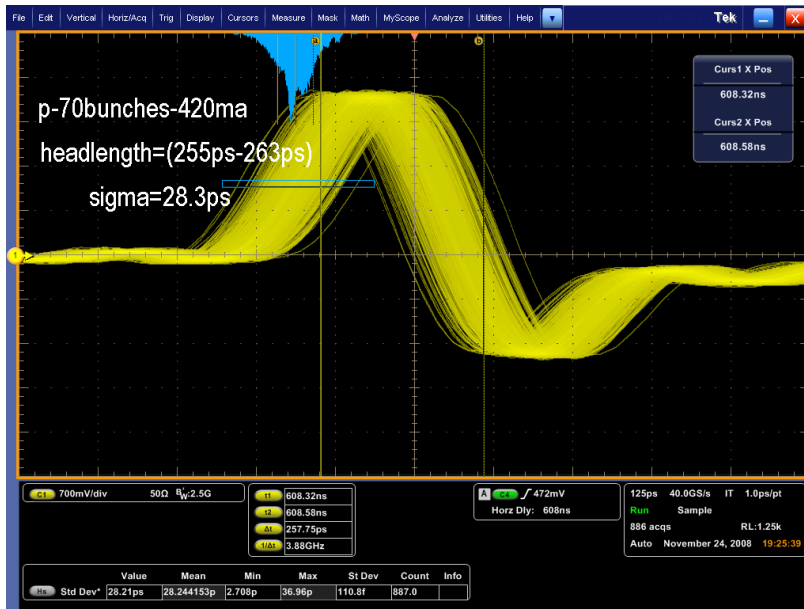 File Edit Vertical Horiz/Acq Trig Display Cursors Measure Mask Math MyScope Analyze Utilities Help Tek X
a b
Curs1 X Pos
608.32ns
Curs2 X Pos
608.58ns
p-70bunches-420ma
headlength=(255ps-263ps)
sigma=28.3ps
1
C1 700mV/div 50Ω BW:2.5G
t1 608.32ns
t2 608.58ns
Δt 257.75ps
1/Δt 3.88GHz
A C4 472mV
Horz Dly: 608ns
125ps 40.0GS/s IT 1.0ps/pt
Run Sample
886 acqs RL:1.25k
Auto November 24, 2008 19:25:39
Value Mean Min Max St Dev Count Info
Hs Std Dev* 28.21ps 28.244153p 2.708p 36.96p 110.8f 887.0